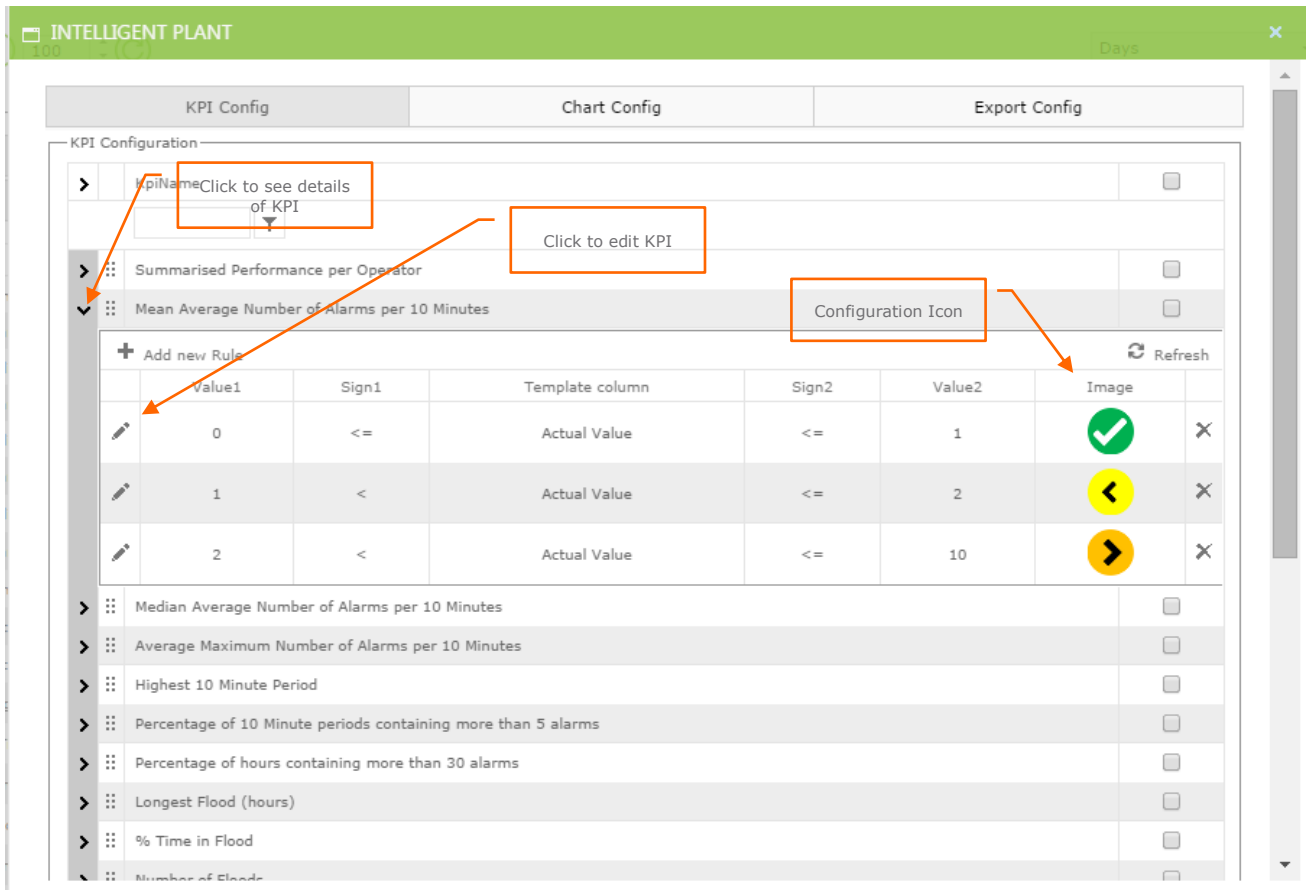 INTELLIGENT PLANT
100
Days
KPI Config Chart Config Export Config
KPI Configuration
KpiName
Click to see details
of KPI
Click to edit KPI
Summarised Performance per Operator
Mean Average Number of Alarms per 10 Minutes
Configuration Icon
Add new Rule Refresh
Value1 Sign1 Template column Sign2 Value2 Image
0 <= Actual Value <= 1
1 < Actual Value <= 2
2 < Actual Value <= 10
Median Average Number of Alarms per 10 Minutes
Average Maximum Number of Alarms per 10 Minutes
Highest 10 Minute Period
Percentage of 10 Minute periods containing more than 5 alarms
Percentage of hours containing more than 30 alarms
Longest Flood (hours)
% Time in Flood
Number of Floods